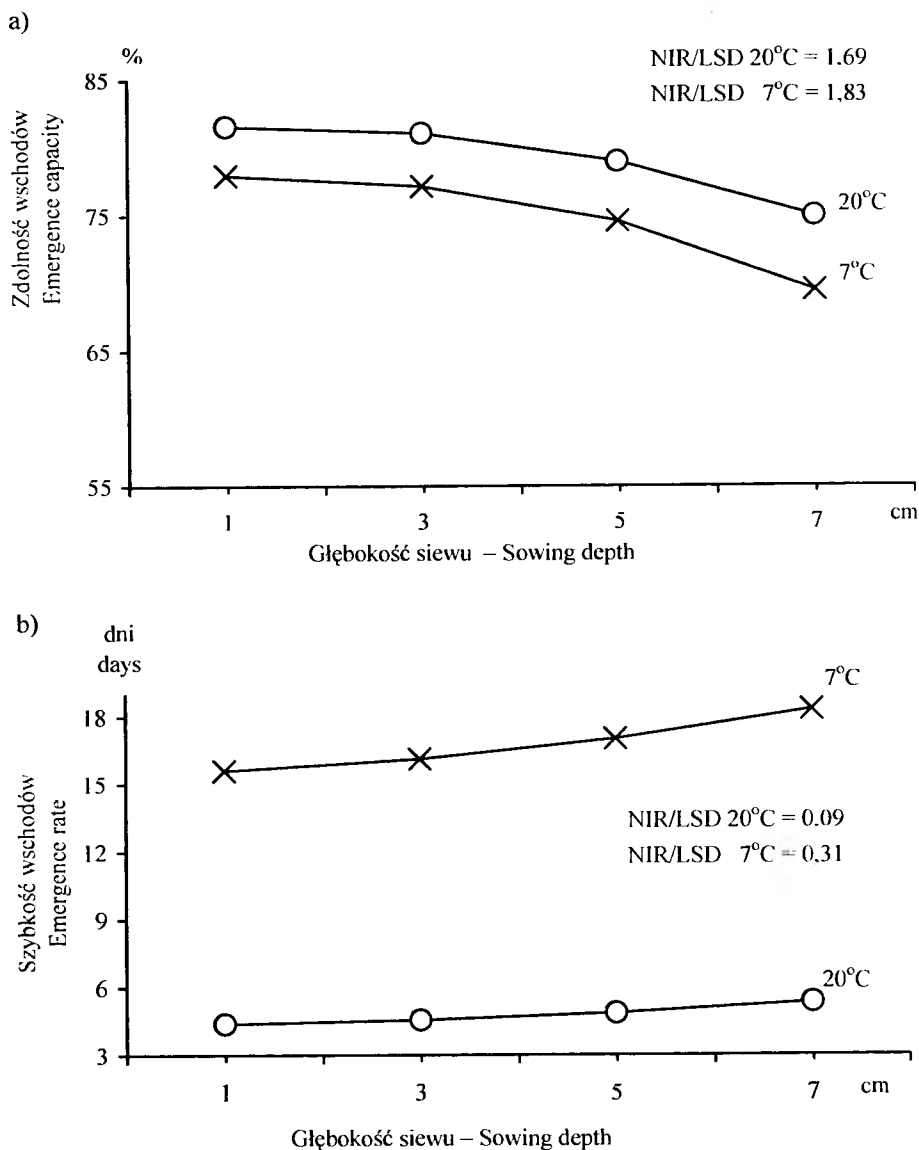 a)
%
NIR/LSD 20°C = 1.69
NIR/LSD 7°C = 1,83
85
75
65
55
Zdolność wschodów
Emergence capacity
20°C
7°C
1 3 5 7 cm
Głębokość siewu – Sowing depth
b)
dni
days
7°C
18
15
12
9
6
3
Szybkość wschodów
Emergence rate
NIR/LSD 20°C = 0.09
NIR/LSD 7°C = 0,31
20°C
1 3 5 7 cm
Głębokość siewu – Sowing depth